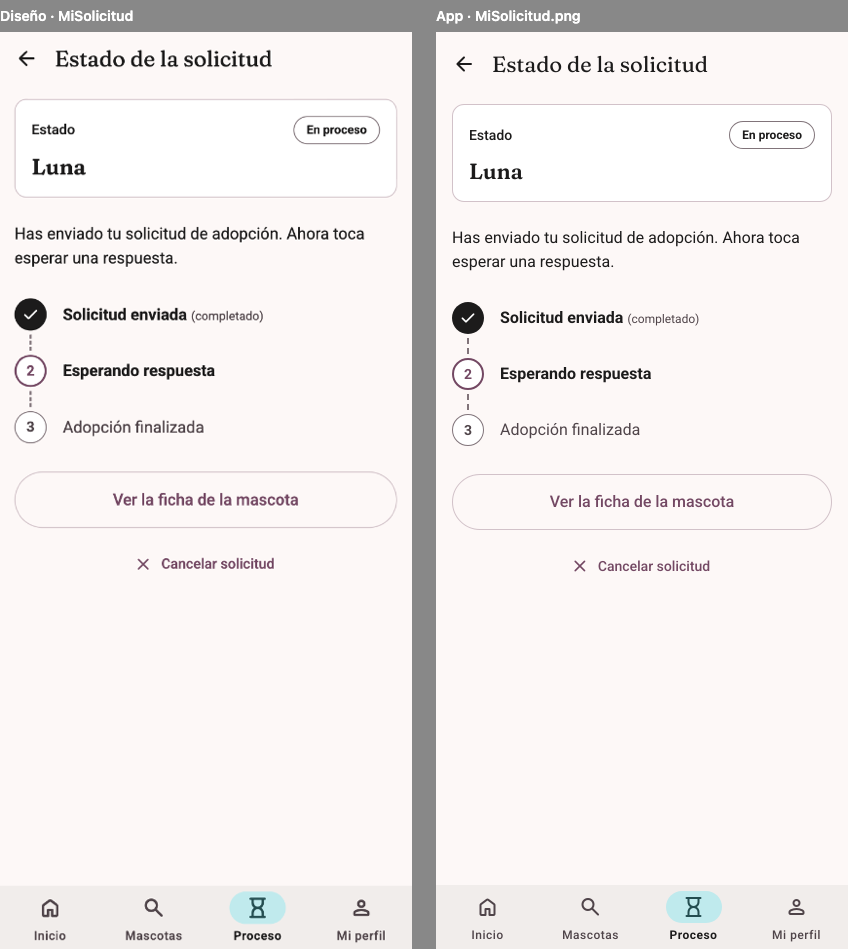 Diseño · MiSolicitud
Estado de la solicitud
Estado
En proceso
Luna
Has enviado tu solicitud de adopción. Ahora toca
esperar una respuesta.
Solicitud enviada (completado)
2 Esperando respuesta
3 Adopción finalizada
Ver la ficha de la mascota
Cancelar solicitud
Inicio Mascotas Proceso Mi perfil
App · MiSolicitud.png
Estado de la solicitud
Estado
En proceso
Luna
Has enviado tu solicitud de adopción. Ahora toca
esperar una respuesta.
Solicitud enviada (completado)
2 Esperando respuesta
3 Adopción finalizada
Ver la ficha de la mascota
Cancelar solicitud
Inicio Mascotas Proceso Mi perfil